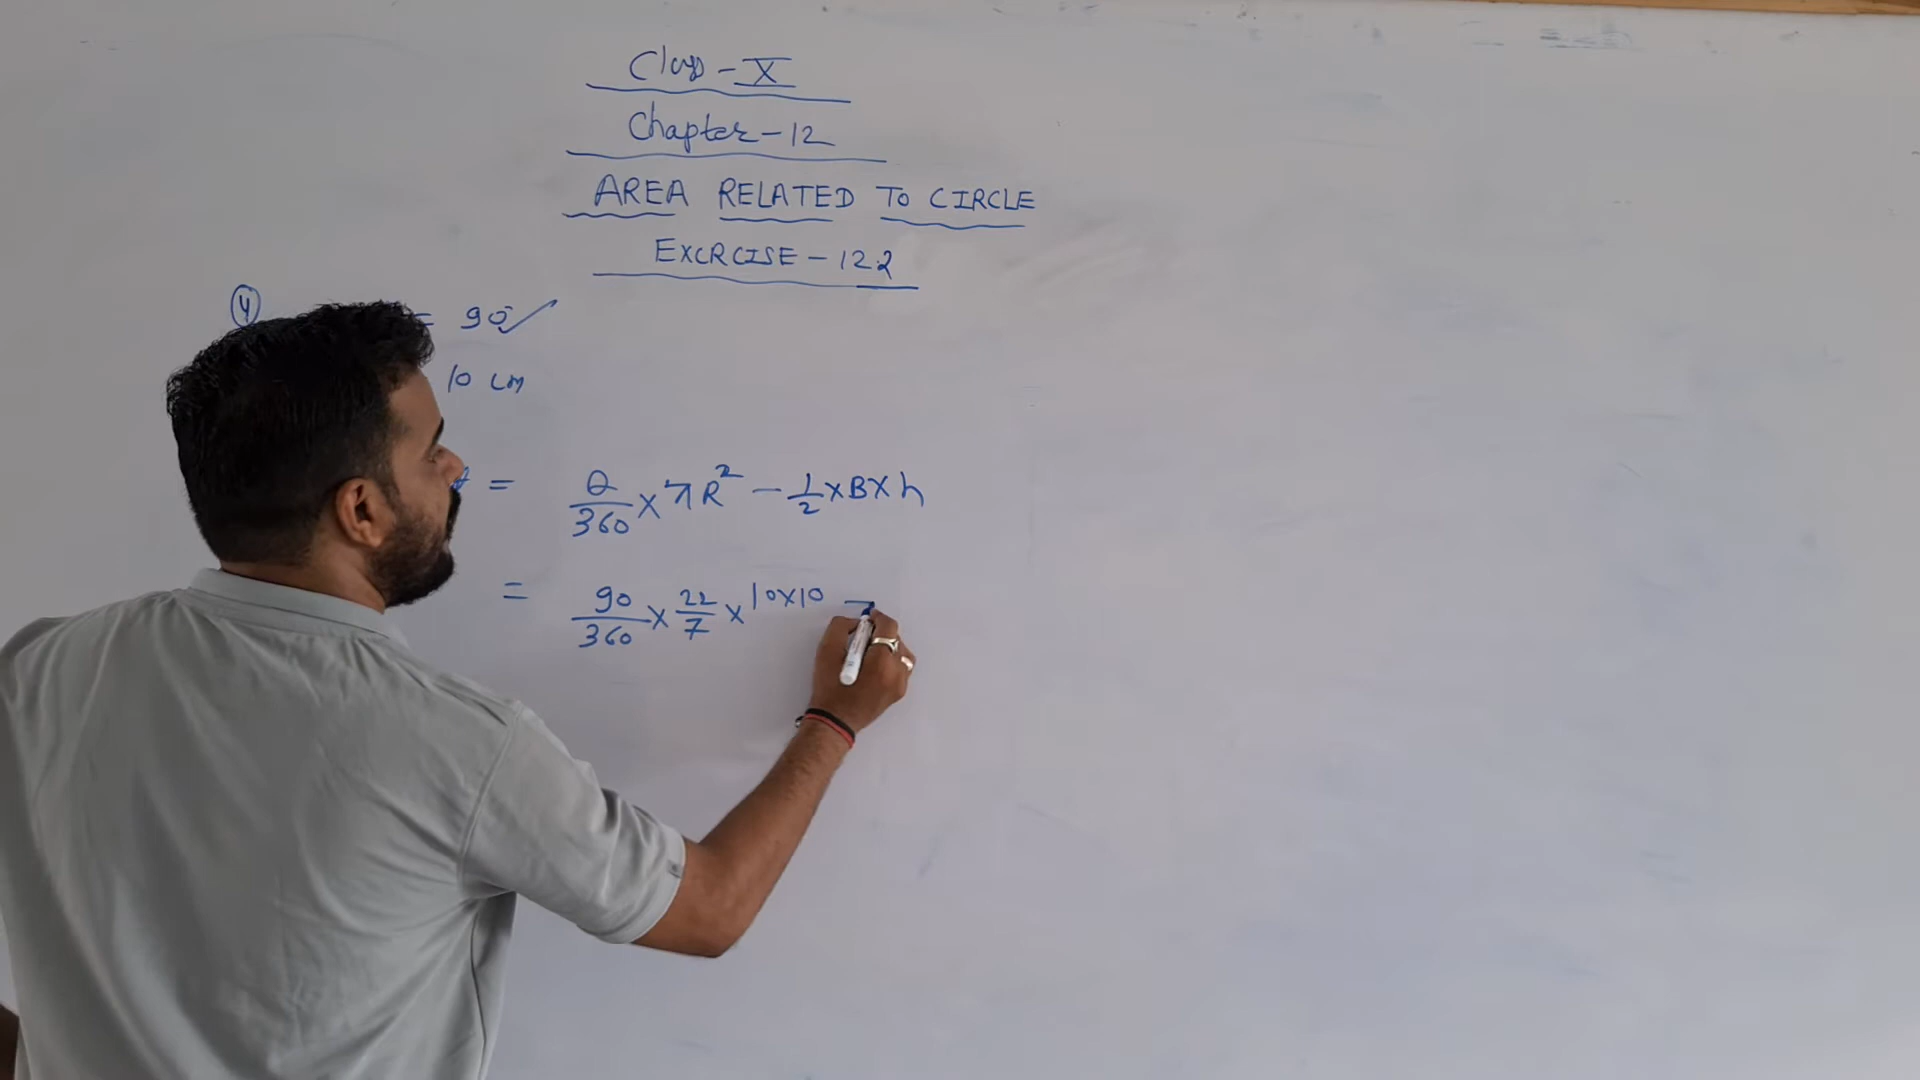 Class - X
Chapter - 12
AREA RELATED TO CIRCLE
EXCRCISE - 12.2
4 = 90°
10 cm
= θ/360 × πR² - 1/2 × B × h
= 90/360 × 22/7 × 10×10 -